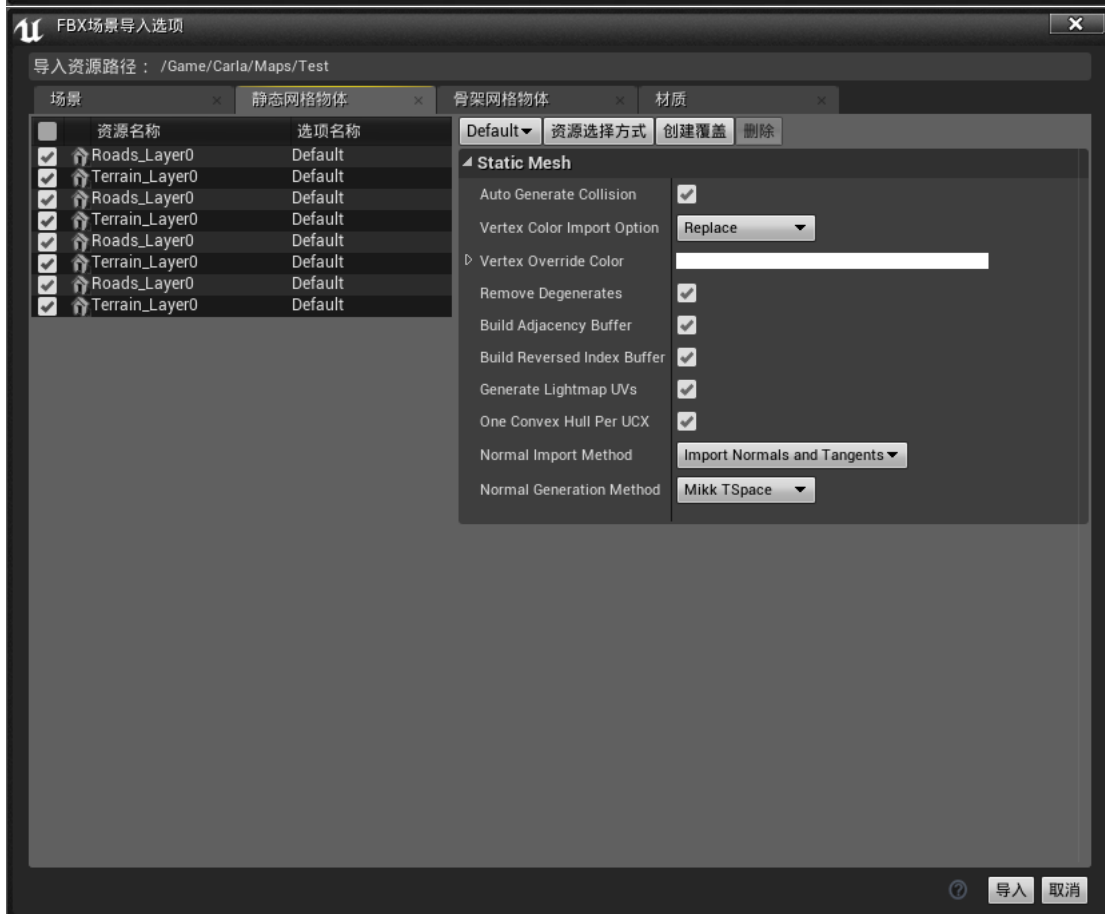 FBX场景导入选项
导入资源路径： /Game/Carla/Maps/Test
场景 静态网格物体 骨架网格物体 材质
资源名称 选项名称
Roads_Layer0 Default
Terrain_Layer0 Default
Roads_Layer0 Default
Terrain_Layer0 Default
Roads_Layer0 Default
Terrain_Layer0 Default
Roads_Layer0 Default
Terrain_Layer0 Default
Default 资源选择方式 创建覆盖 删除
Static Mesh
Auto Generate Collision
Vertex Color Import Option Replace
Vertex Override Color
Remove Degenerates
Build Adjacency Buffer
Build Reversed Index Buffer
Generate Lightmap UVs
One Convex Hull Per UCX
Normal Import Method Import Normals and Tangents
Normal Generation Method Mikk TSpace
? 导入 取消